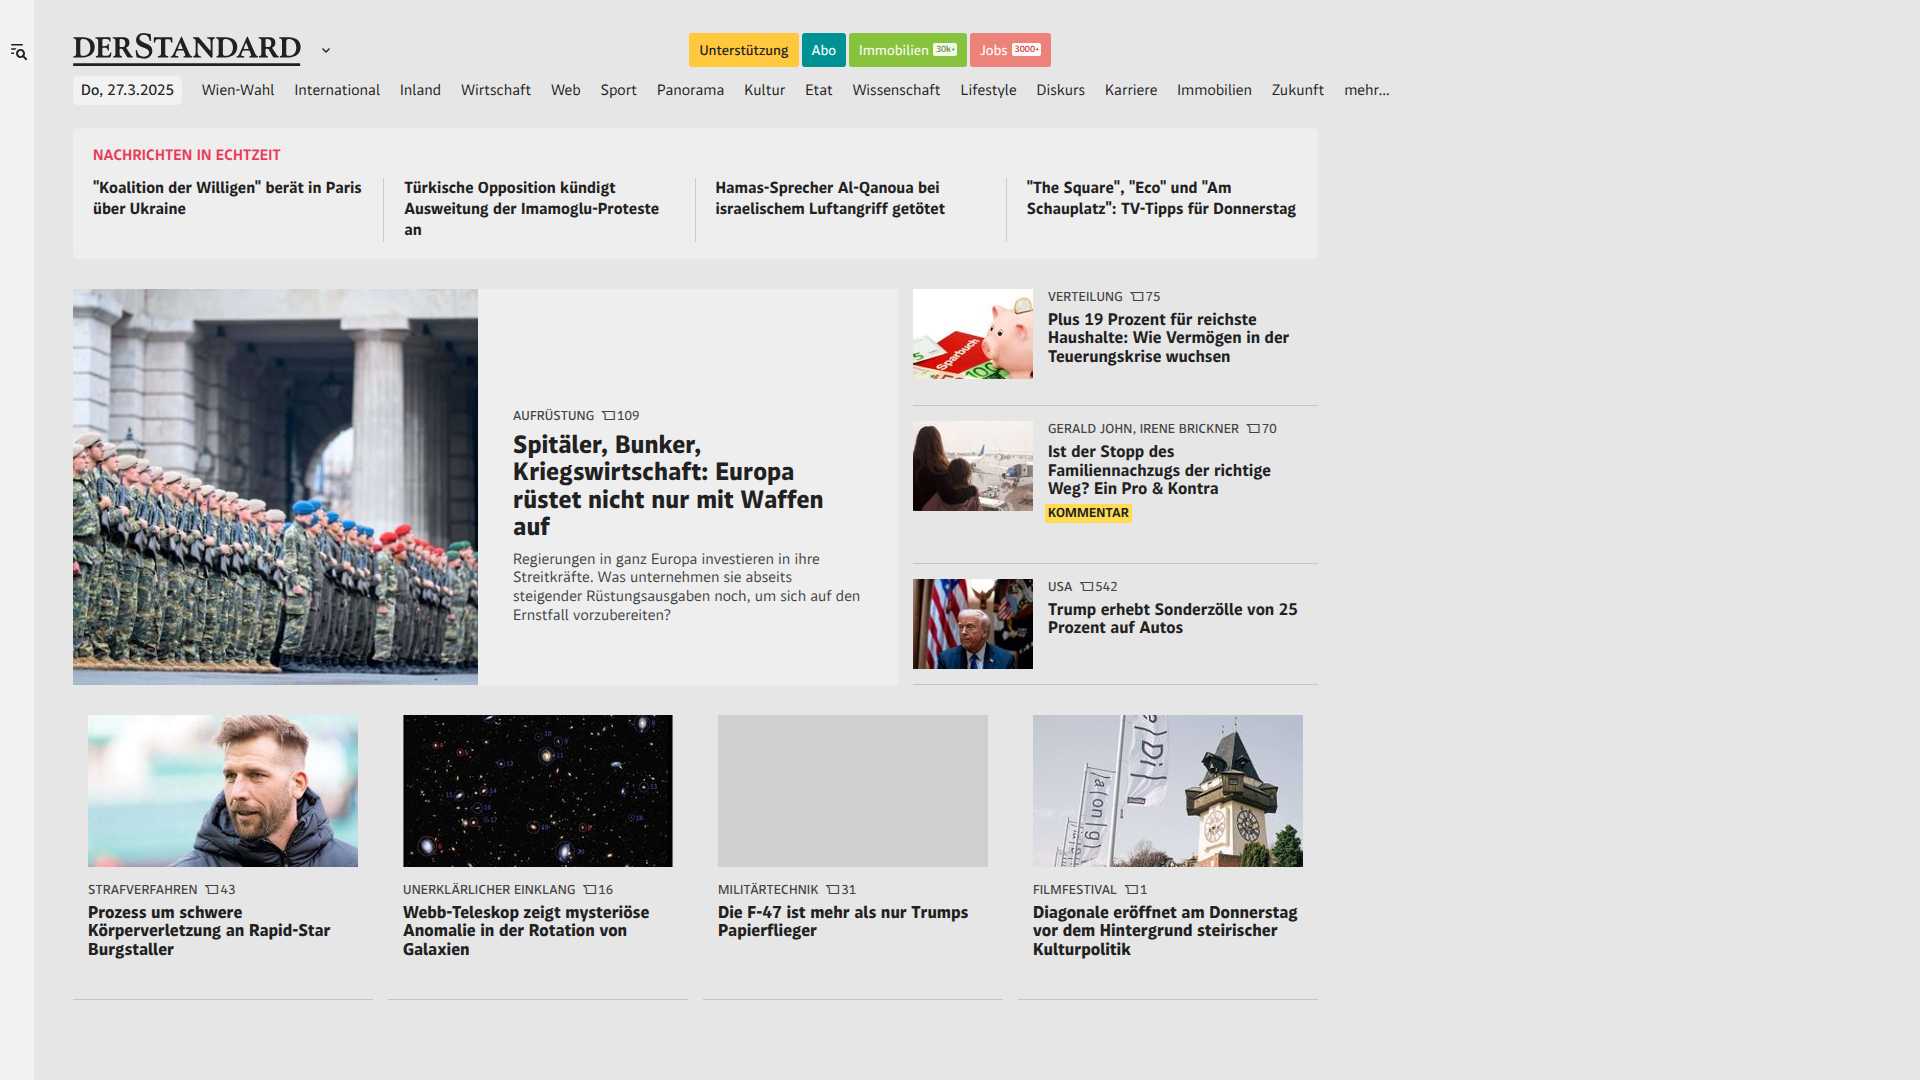 DERSTANDARD
Unterstützung
Abo
Immobilien 30k+
Jobs 3000+
Do, 27.3.2025
Wien-Wahl
International
Inland
Wirtschaft
Web
Sport
Panorama
Kultur
Etat
Wissenschaft
Lifestyle
Diskurs
Karriere
Immobilien
Zukunft
mehr...
NACHRICHTEN IN ECHTZEIT
"Koalition der Willigen" berät in Paris
über Ukraine
Türkische Opposition kündigt
Ausweitung der Imamoglu-Proteste
an
Hamas-Sprecher Al-Qanoua bei
israelischem Luftangriff getötet
"The Square", "Eco" und "Am
Schauplatz": TV-Tipps für Donnerstag
AUFRÜSTUNG 109
Spitäler, Bunker,
Kriegswirtschaft: Europa
rüstet nicht nur mit Waffen
auf
Regierungen in ganz Europa investieren in ihre
Streitkräfte. Was unternehmen sie abseits
steigender Rüstungsausgaben noch, um sich auf den
Ernstfall vorzubereiten?
Sparbuch
100
VERTEILUNG 75
Plus 19 Prozent für reichste
Haushalte: Wie Vermögen in der
Teuerungskrise wuchsen
GERALD JOHN, IRENE BRICKNER 70
Ist der Stopp des
Familiennachzugs der richtige
Weg? Ein Pro & Kontra
KOMMENTAR
USA 542
Trump erhebt Sonderzölle von 25
Prozent auf Autos
STRAFVERFAHREN 43
Prozess um schwere
Körperverletzung an Rapid-Star
Burgstaller
UNERKLÄRLICHER EINKLANG 16
Webb-Teleskop zeigt mysteriöse
Anomalie in der Rotation von
Galaxien
MILITÄRTECHNIK 31
Die F-47 ist mehr als nur Trumps
Papierflieger
FILMFESTIVAL 1
Diagonale eröffnet am Donnerstag
vor dem Hintergrund steirischer
Kulturpolitik